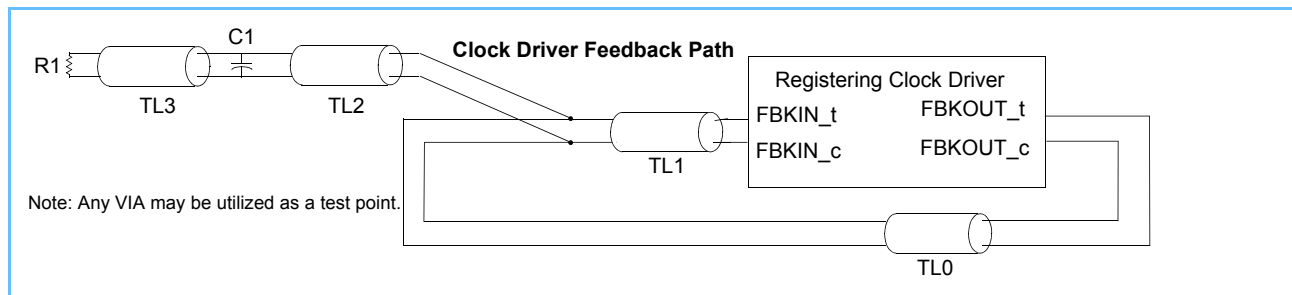 C1
Clock Driver Feedback Path
R1
TL3
TL2
Registering Clock Driver
FBKIN_t
FBKOUT_t
FBKIN_c
FBKOUT_c
TL1
Note: Any VIA may be utilized as a test point.
TL0